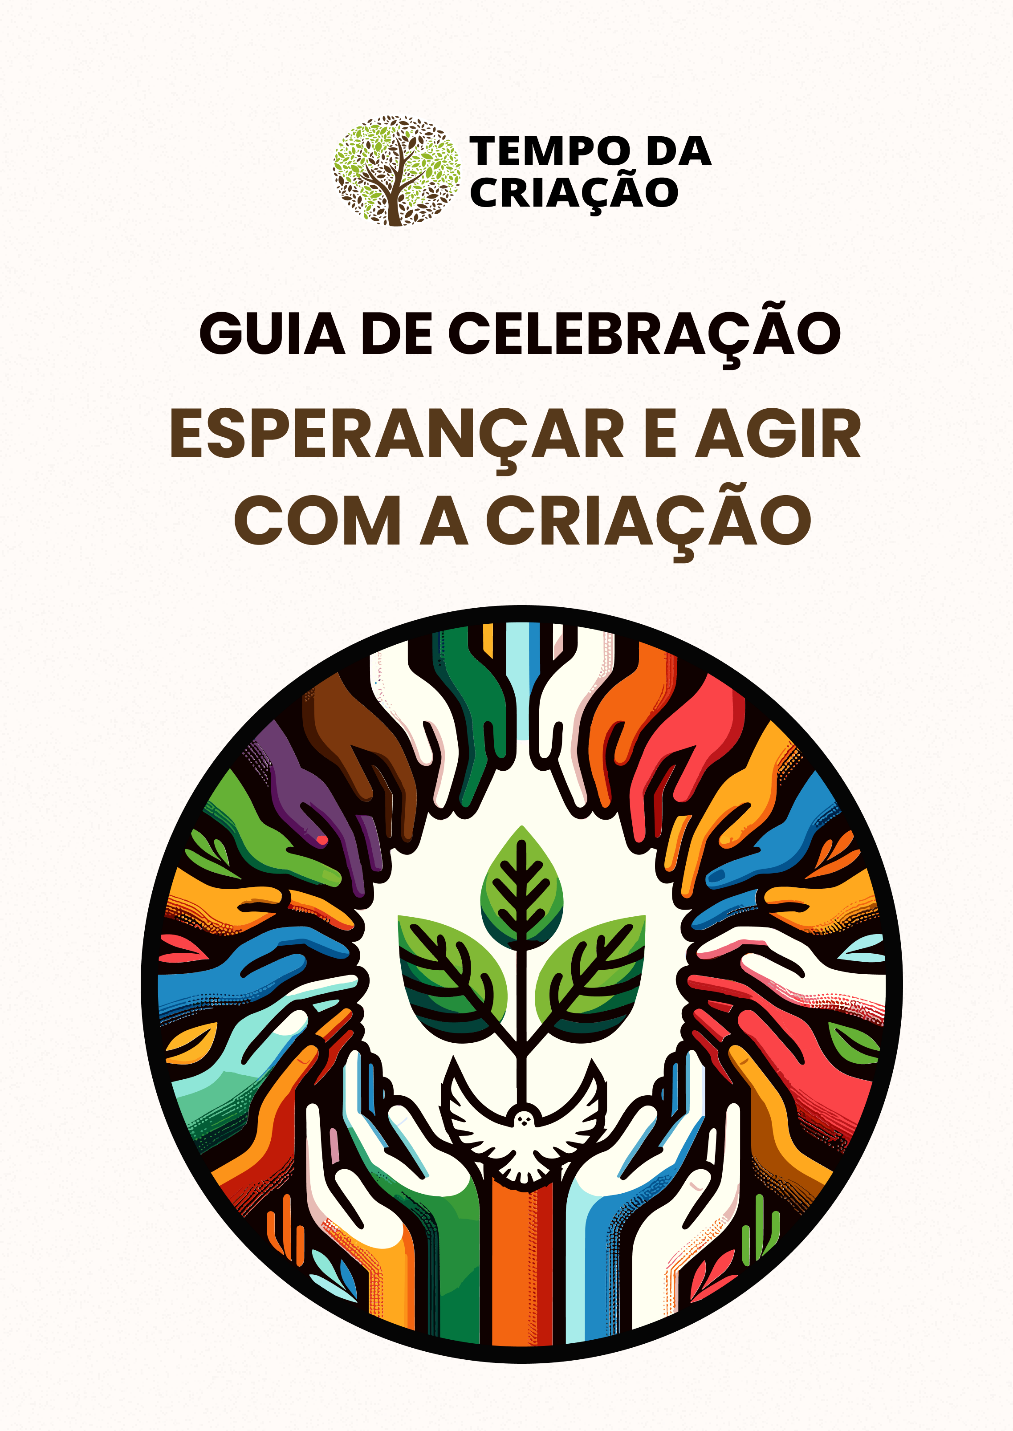 TEMPO DA
CRIAÇÃO
GUIA DE CELEBRAÇÃO
ESPERANÇAR E AGIR
COM A CRIAÇÃO